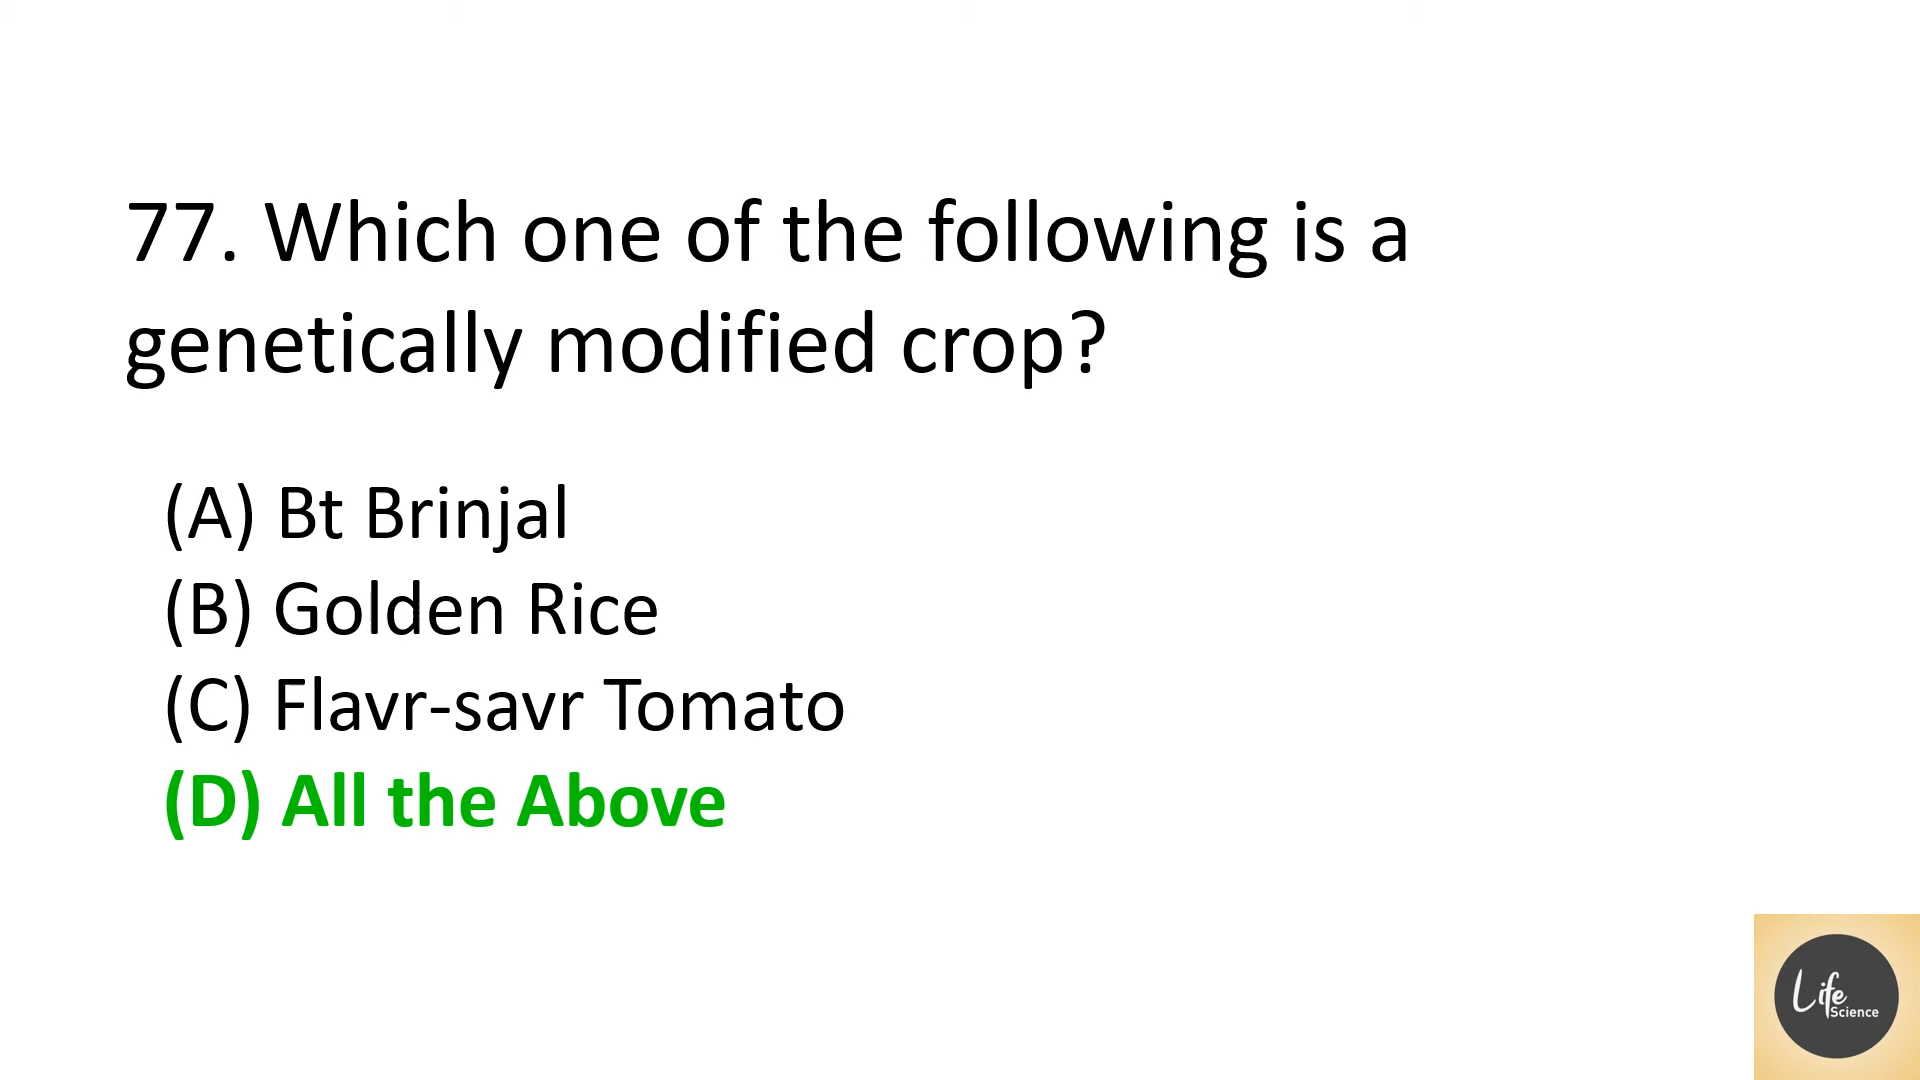 77. Which one of the following is a
genetically modified crop?
(A) Bt Brinjal
(B) Golden Rice
(C) Flavr-savr Tomato
(D) All the Above
Life
Science